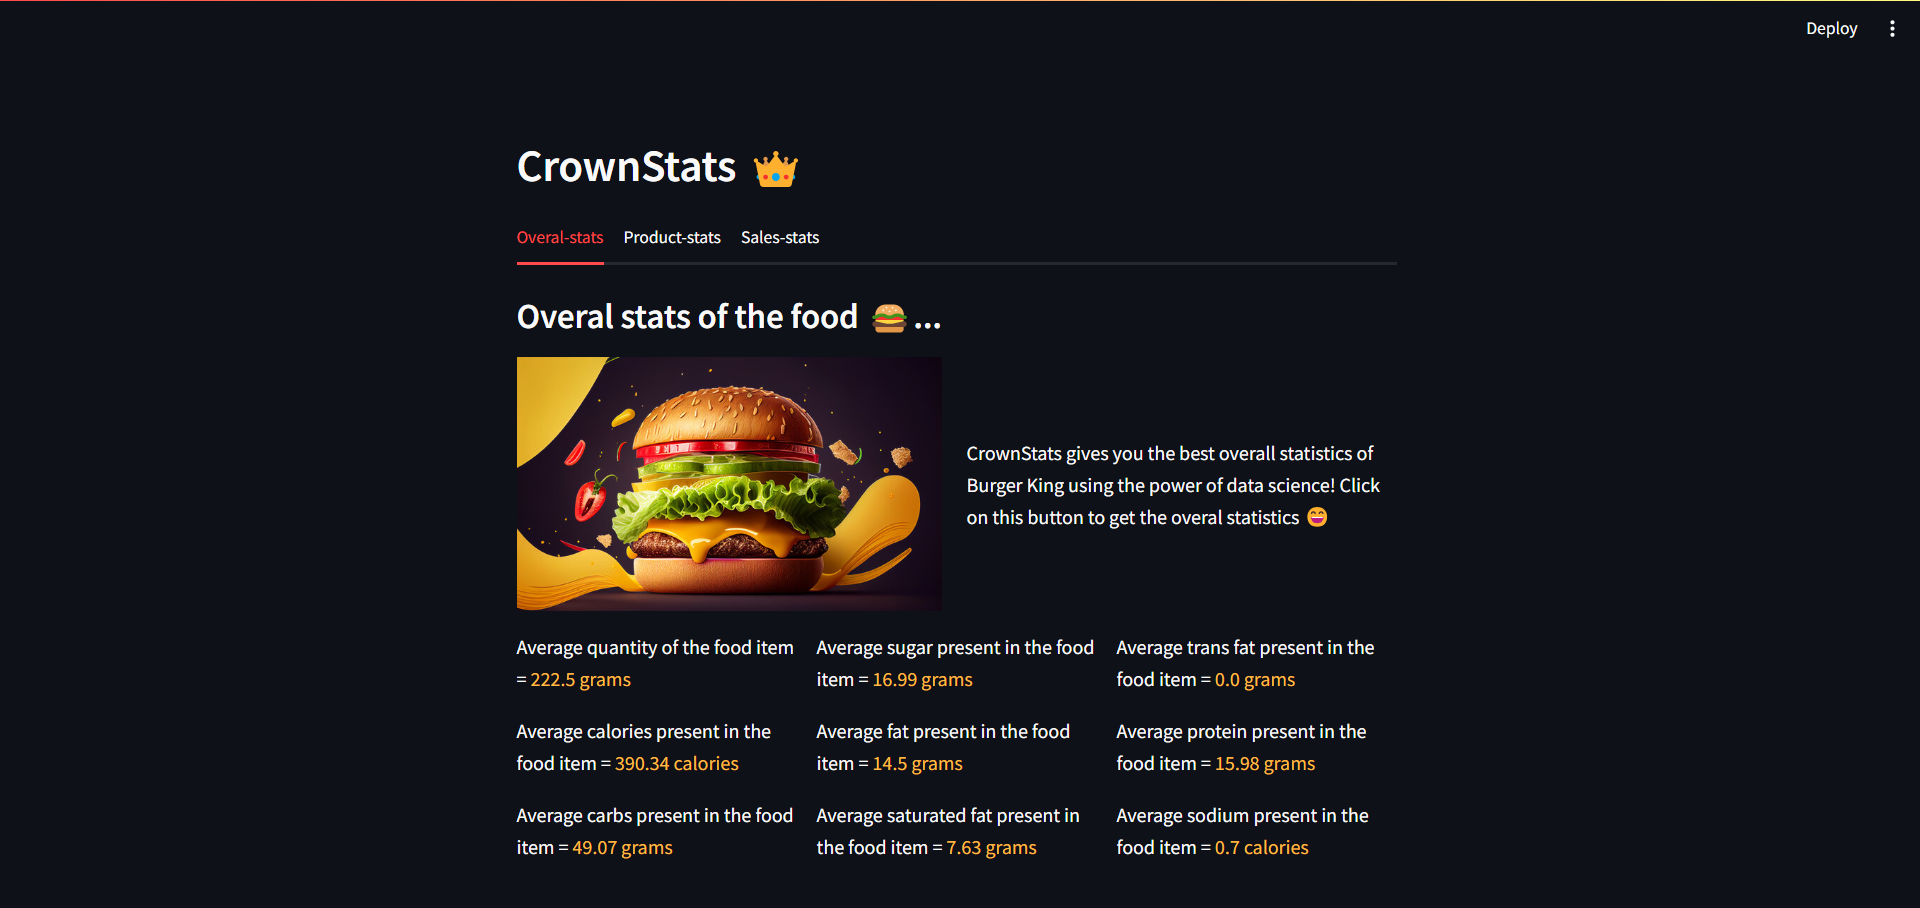 Deploy
CrownStats 👑
Overal-stats Product-stats Sales-stats
Overal stats of the food 🍔 ...
CrownStats gives you the best overall statistics of
Burger King using the power of data science! Click
on this button to get the overal statistics 😄
Average quantity of the food item
= 222.5 grams
Average sugar present in the food
item = 16.99 grams
Average trans fat present in the
food item = 0.0 grams
Average calories present in the
food item = 390.34 calories
Average fat present in the food
item = 14.5 grams
Average protein present in the
food item = 15.98 grams
Average carbs present in the food
item = 49.07 grams
Average saturated fat present in
the food item = 7.63 grams
Average sodium present in the
food item = 0.7 calories